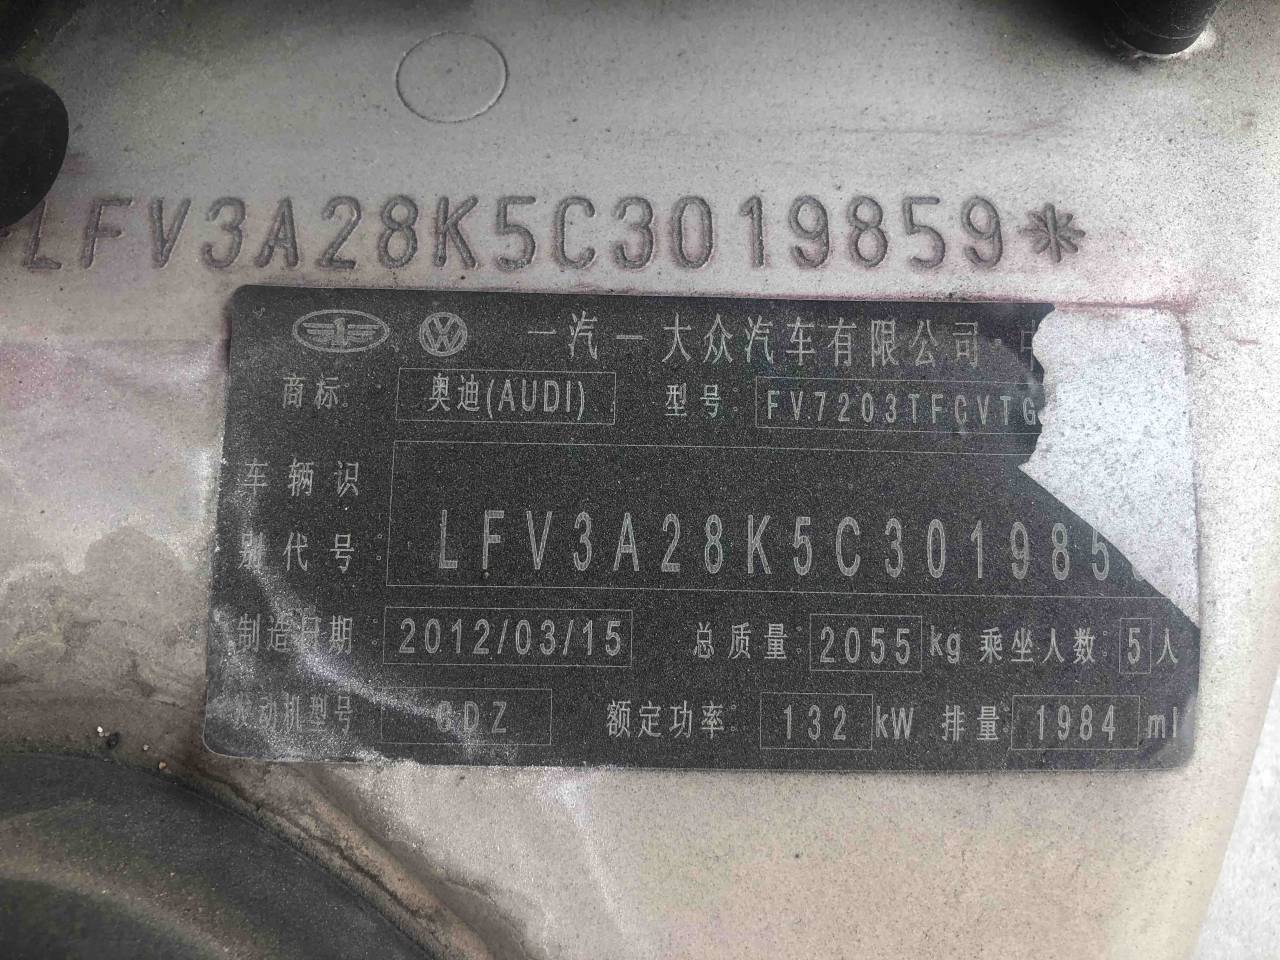 LFV3A28K5C3019859*
一汽一大众汽车有限公司·中
商标: 奥迪(AUDI) 型号: FV7203TFCVTG
车辆识
别代号: LFV3A28K5C301985
制造日期: 2012/03/15 总质量: 2055 kg 乘坐人数: 5 人
发动机型号 CDZ 额定功率: 132 kW 排量: 1984 ml